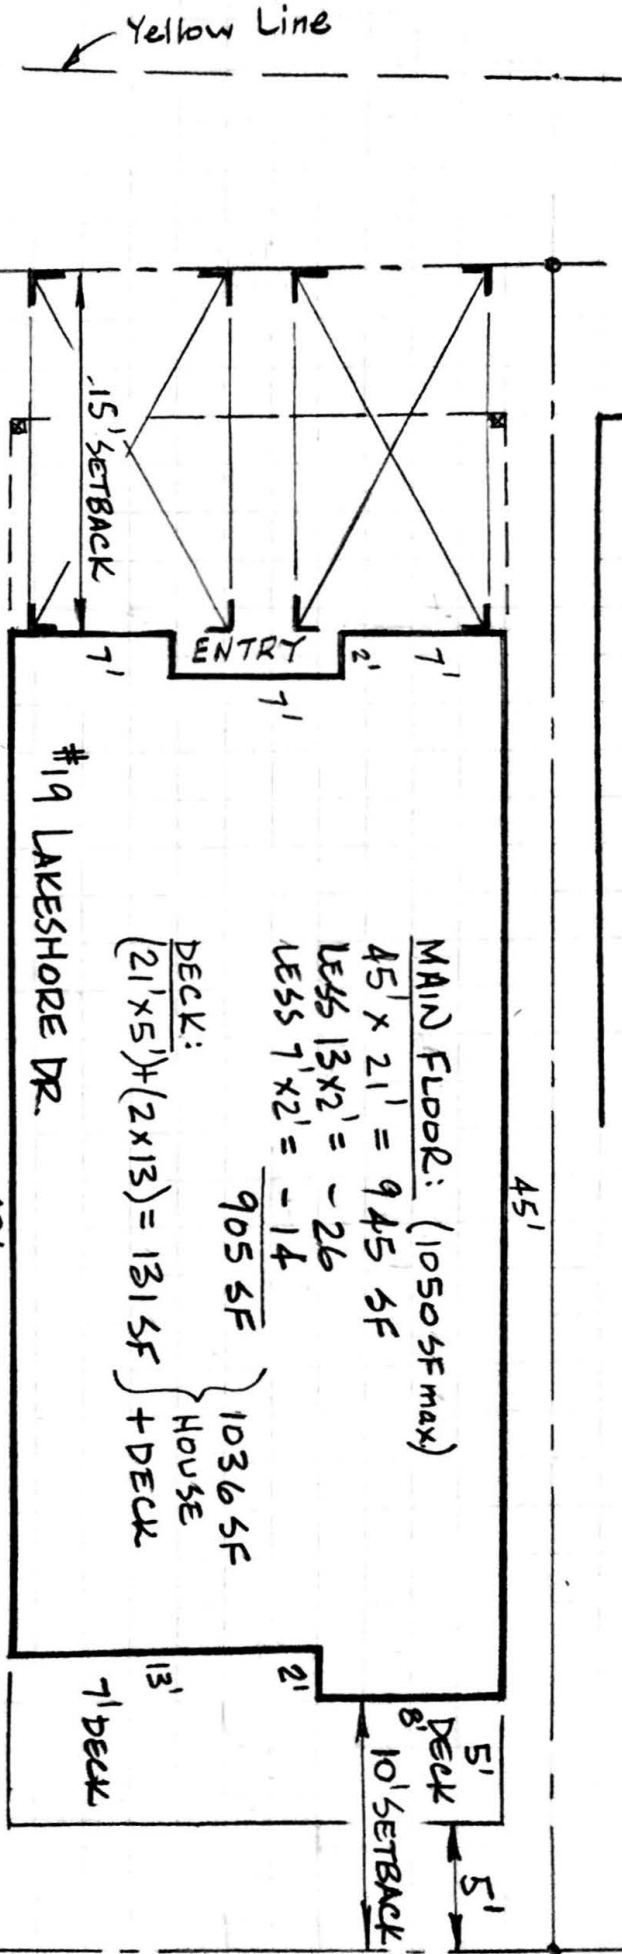 Yellow Line
15' SETBACK
7'
ENTRY
2'
7'
7'
#19 LAKESHORE DR.
MAIN FLOOR: (1050 SF max)
45' x 21' = 945 SF
LESS 13x2' = - 26
LESS 7'x2' = - 14
905 SF
DECK:
(21'x5')+(2x13) = 131 SF
1036 SF
HOUSE
+ DECK
45'
13'
2'
8'
7' DECK
5'
DECK
10' SETBACK
5'